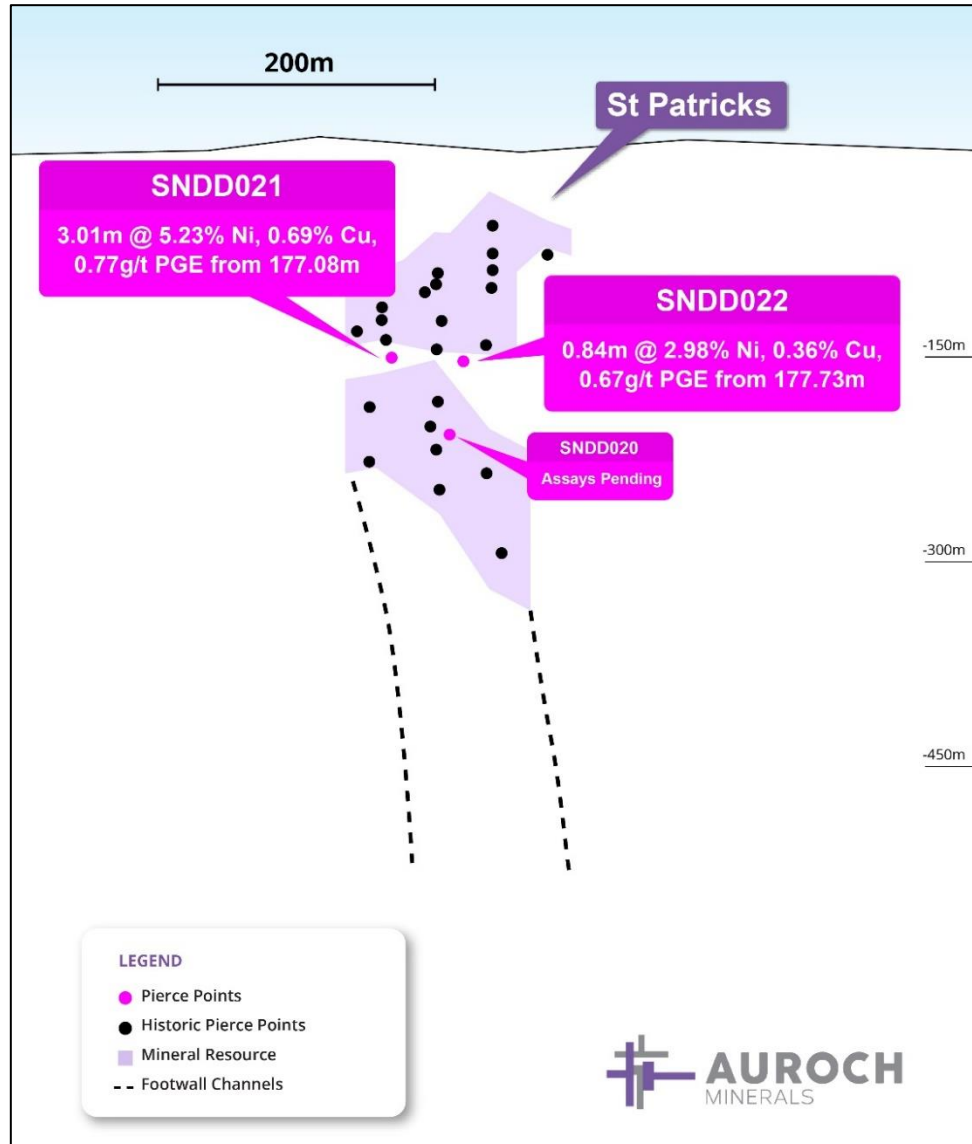 200m
St Patricks
SNDD021
3.01m @ 5.23% Ni, 0.69% Cu,
0.77g/t PGE from 177.08m
SNDD022
0.84m @ 2.98% Ni, 0.36% Cu,
0.67g/t PGE from 177.73m
-150m
SNDD020
Assays Pending
-300m
-450m
LEGEND
Pierce Points
Historic Pierce Points
Mineral Resource
Footwall Channels
AUROCH
MINERALS